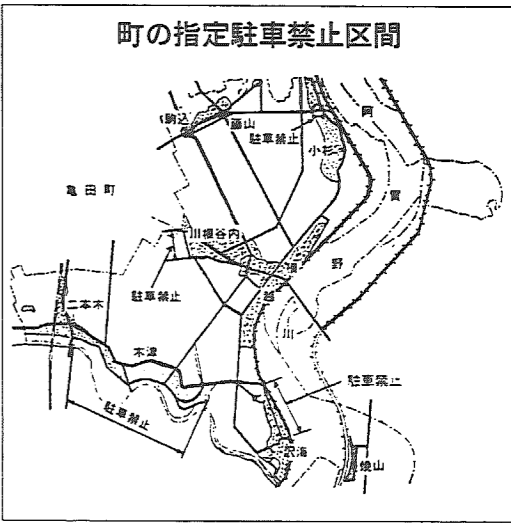 町の指定駐車禁止区間
駒込
藤山
駐車禁止
小杉
阿
賀
野
川
亀田町
川根谷内
駐車禁止
横
越
二本木
木津
駐車禁止
駐車禁止
沢海
焼山